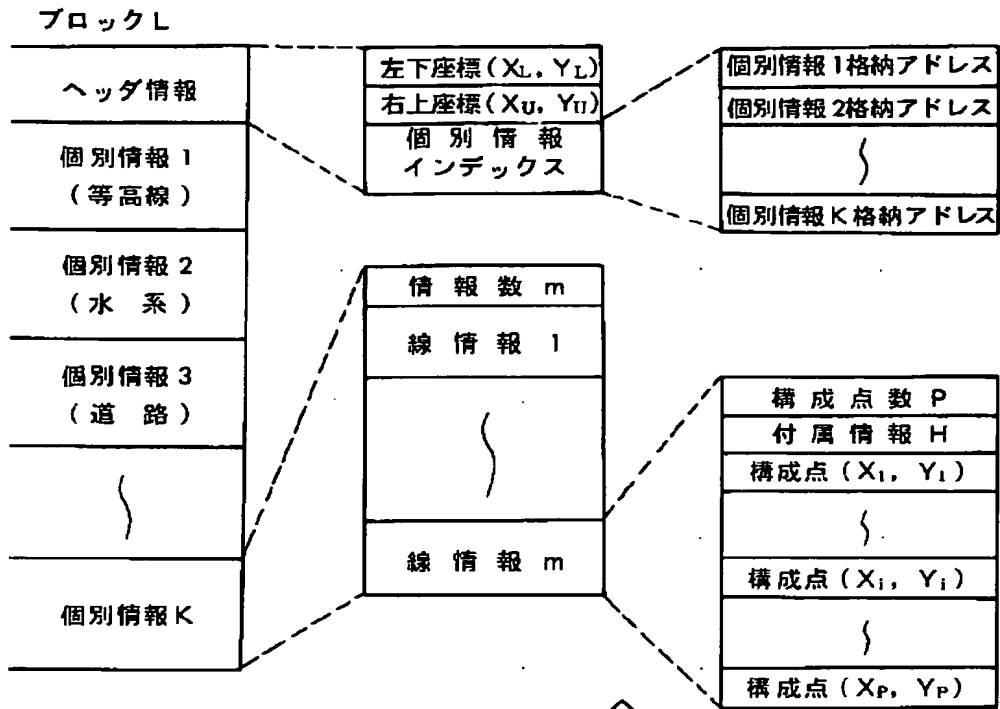 ブロックL
ヘッダ情報
個別情報1
(等高線)
個別情報2
(水 系)
個別情報3
(道 路)
個別情報K
左下座標(XL, YL)
右上座標(XU, YU)
個 別 情 報
インデックス
個別情報1格納アドレス
個別情報2格納アドレス
個別情報K格納アドレス
情 報 数 m
線 情 報 1
線 情 報 m
構 成 点 数 P
付 属 情 報 H
構成点(X1, Y1)
構成点(Xi, Yi)
構成点(XP, YP)